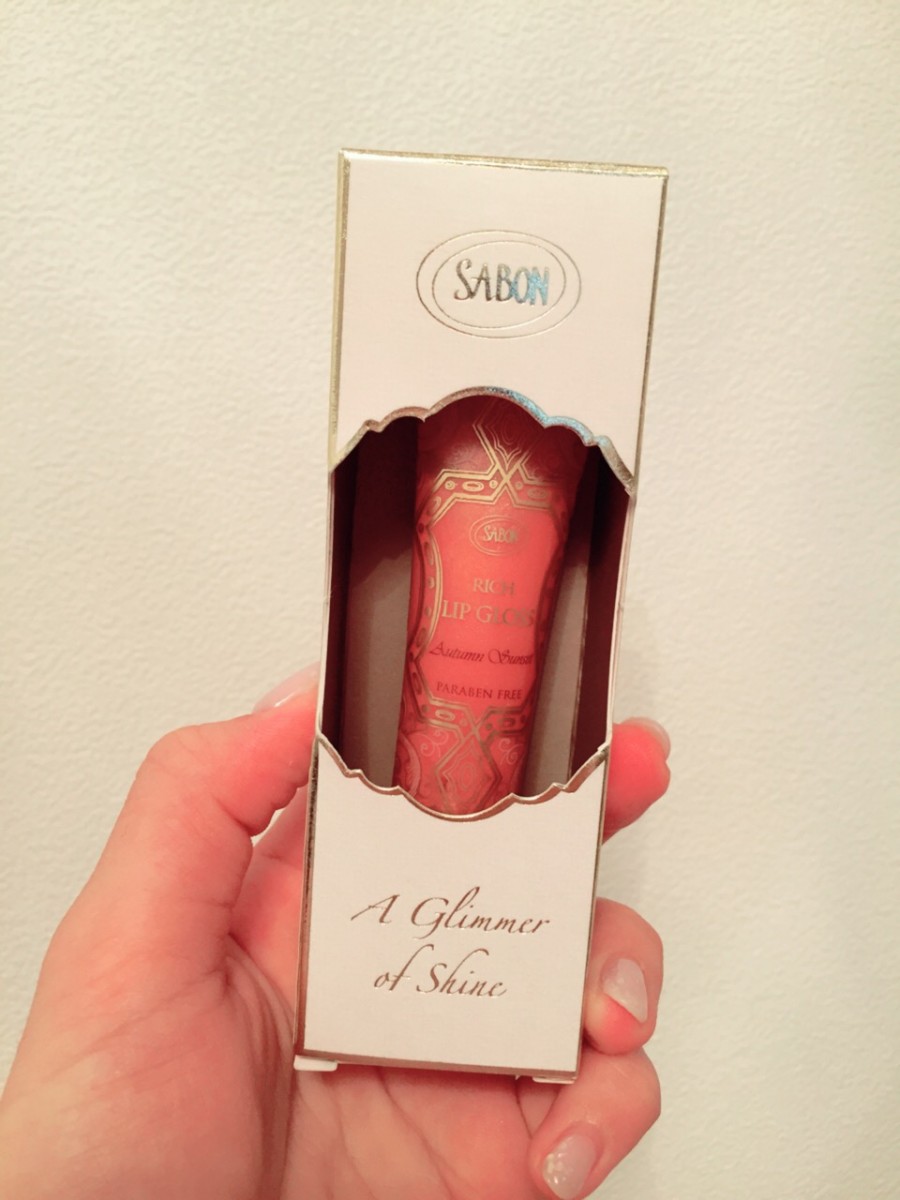 SABON
SABON
RICH
LIP GLOSS
Autumn Sunset
PARABEN FREE
A Glimmer
of Shine